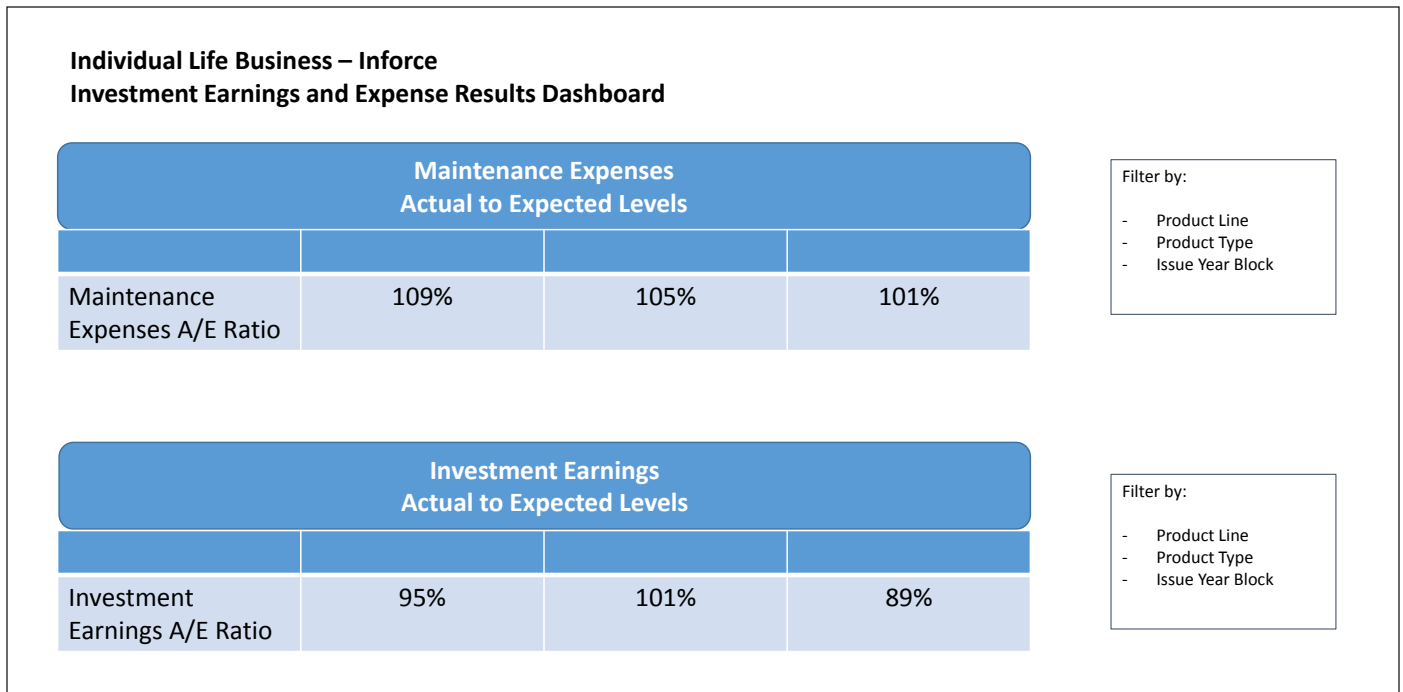 Individual Life Business – Inforce
Investment Earnings and Expense Results Dashboard
Maintenance Expenses
Actual to Expected Levels
Maintenance
Expenses A/E Ratio
109%
105%
101%
Filter by:
- Product Line
- Product Type
- Issue Year Block
Investment Earnings
Actual to Expected Levels
Investment
Earnings A/E Ratio
95%
101%
89%
Filter by:
- Product Line
- Product Type
- Issue Year Block